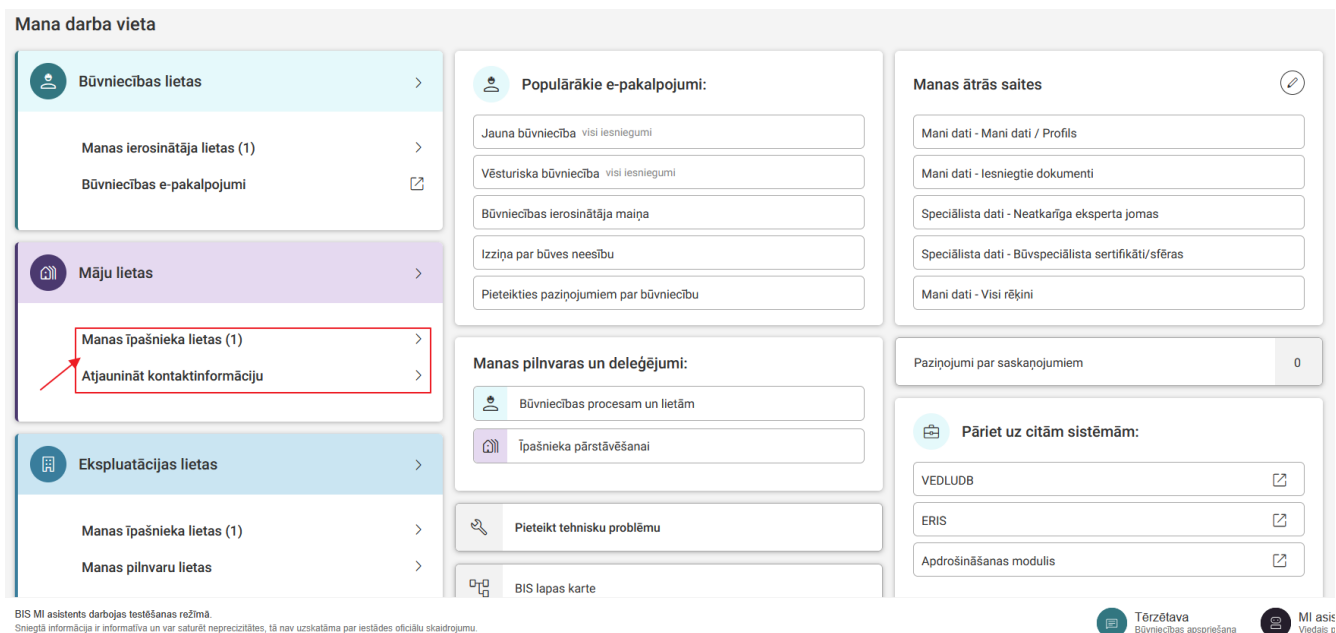 Mana darba vieta
Būvniecības lietas
Manas ierosinātāja lietas (1)
Būvniecības e-pakalpojumi
Māju lietas
Manas īpašnieka lietas (1)
Atjaunināt kontaktinformāciju
Ekspluatācijas lietas
Manas īpašnieka lietas (1)
Manas pilnvaru lietas
Populārākie e-pakalpojumi:
Jauna būvniecība visi iesniegumi
Vēsturiska būvniecība visi iesniegumi
Būvniecības ierosinātāja maiņa
Izziņa par būves neesību
Pieteikties paziņojumiem par būvniecību
Manas pilnvaras un deleģējumi:
Būvniecības procesam un lietām
Īpašnieka pārstāvēšanai
Pieteikt tehnisku problēmu
BIS lapas karte
Manas ātrās saites
Mani dati - Mani dati / Profils
Mani dati - Iesniegtie dokumenti
Speciālista dati - Neatkarīga eksperta jomas
Speciālista dati - Būvspeciālista sertifikāti/sfēras
Mani dati - Visi rēķini
Paziņojumi par saskaņojumiem 0
Pāriet uz citām sistēmām:
VEDLUDB
ERIS
Apdrošināšanas modulis
BIS MI asistents darbojas testēšanas režīmā.
Sniegtā informācija ir informatīva un var saturēt neprecizitātes, tā nav uzskatāma par iestādes oficiālu skaidrojumu.
Tērzētava
Būvniecības apspriešana
MI asis
Viedais p